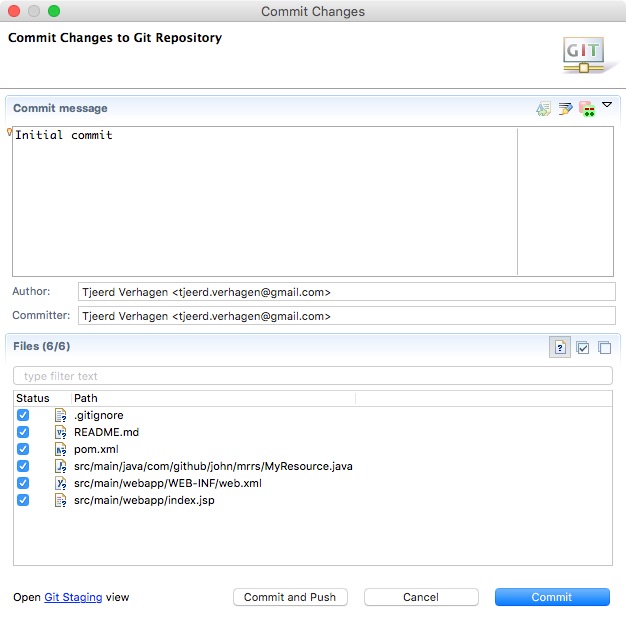 Commit Changes
Commit Changes to Git Repository
GIT
Commit message
Initial commit
Author: Tjeerd Verhagen <tjeerd.verhagen@gmail.com>
Committer: Tjeerd Verhagen <tjeerd.verhagen@gmail.com>
Files (6/6)
type filter text
Status Path
.gitignore
README.md
pom.xml
src/main/java/com/github/john/mrrs/MyResource.java
src/main/webapp/WEB-INF/web.xml
src/main/webapp/index.jsp
Open Git Staging view Commit and Push Cancel Commit